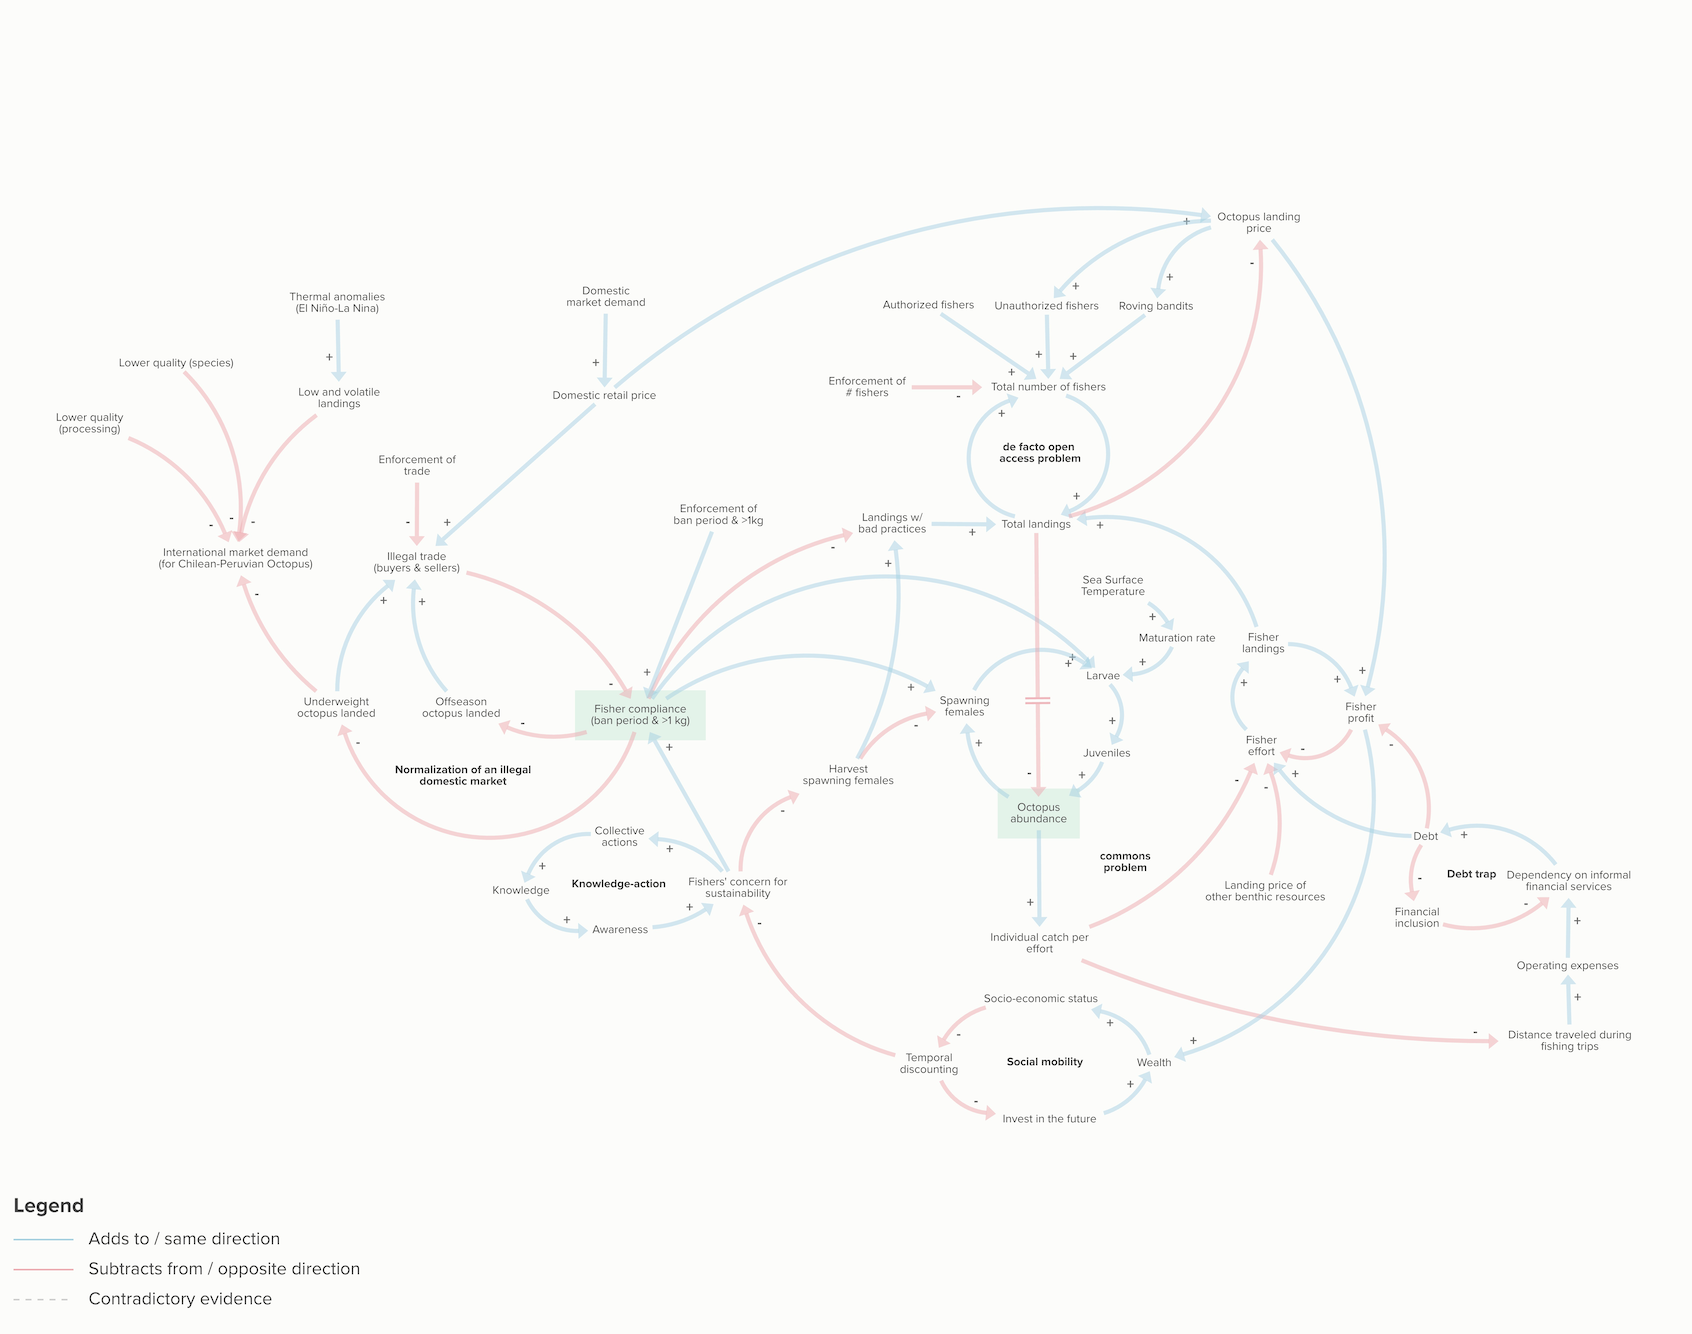 Octopus landing
price
+
+
+
-
Thermal anomalies
(El Niño-La Nina)
Domestic
market demand
Authorized fishers
Unauthorized fishers
Roving bandits
+
+
+
+
+
Lower quality (species)
Low and volatile
landings
Domestic retail price
Enforcement of
# fishers
-
Total number of fishers
+
Lower quality
(processing)
de facto open
access problem
Enforcement of
trade
-
+
-
-
-
+
Enforcement of
ban period & >1kg
Landings w/
bad practices
+
Total landings
+
-
+
International market demand
(for Chilean-Peruvian Octopus)
Illegal trade
(buyers & sellers)
-
+
+
Sea Surface
Temperature
+
Maturation rate
+
Fisher
landings
+
+
+
+
+
Larvae
+
-
+
Underweight
octopus landed
Offseason
octopus landed
Fisher compliance
(ban period & >1 kg)
Spawning
females
Fisher
profit
-
-
-
+
+
+
Juveniles
Fisher
effort
-
-
Normalization of an illegal
domestic market
Harvest
spawning females
-
+
-
-
-
+
Octopus
abundance
Collective
actions
+
+
Debt
+
commons
problem
Knowledge
Knowledge-action
Fishers' concern for
sustainability
Landing price of
other benthic resources
-
Debt trap
Dependency on informal
financial services
+
+
Awareness
-
+
Financial
inclusion
-
+
Individual catch per
effort
Operating expenses
+
Socio-economic status
-
+
+
-
Distance traveled during
fishing trips
Temporal
discounting
Social mobility
Wealth
-
+
Invest in the future
Legend
Adds to / same direction
Subtracts from / opposite direction
Contradictory evidence